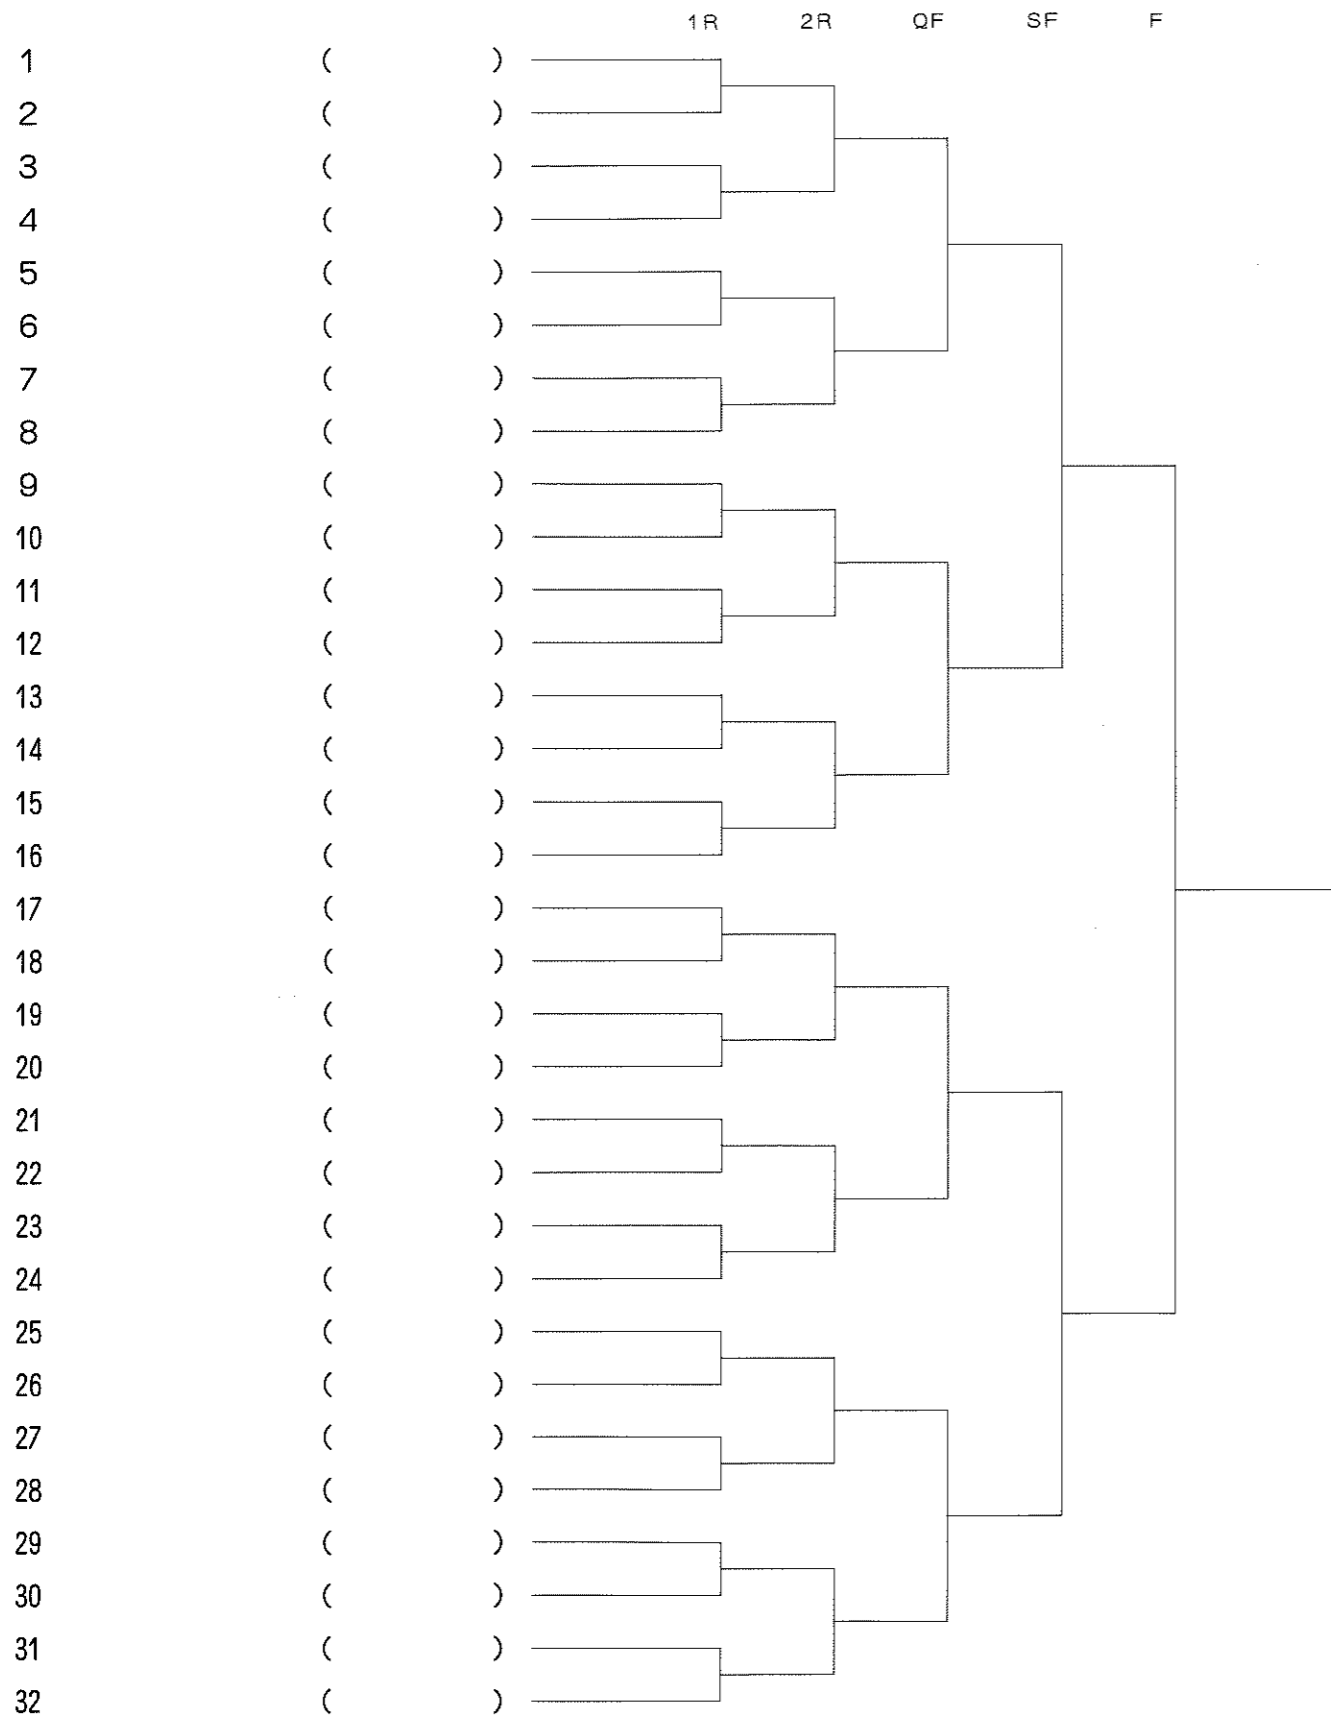 1R 2R QF SF F
1 ( )
2 ( )
3 ( )
4 ( )
5 ( )
6 ( )
7 ( )
8 ( )
9 ( )
10 ( )
11 ( )
12 ( )
13 ( )
14 ( )
15 ( )
16 ( )
17 ( )
18 ( )
19 ( )
20 ( )
21 ( )
22 ( )
23 ( )
24 ( )
25 ( )
26 ( )
27 ( )
28 ( )
29 ( )
30 ( )
31 ( )
32 ( )